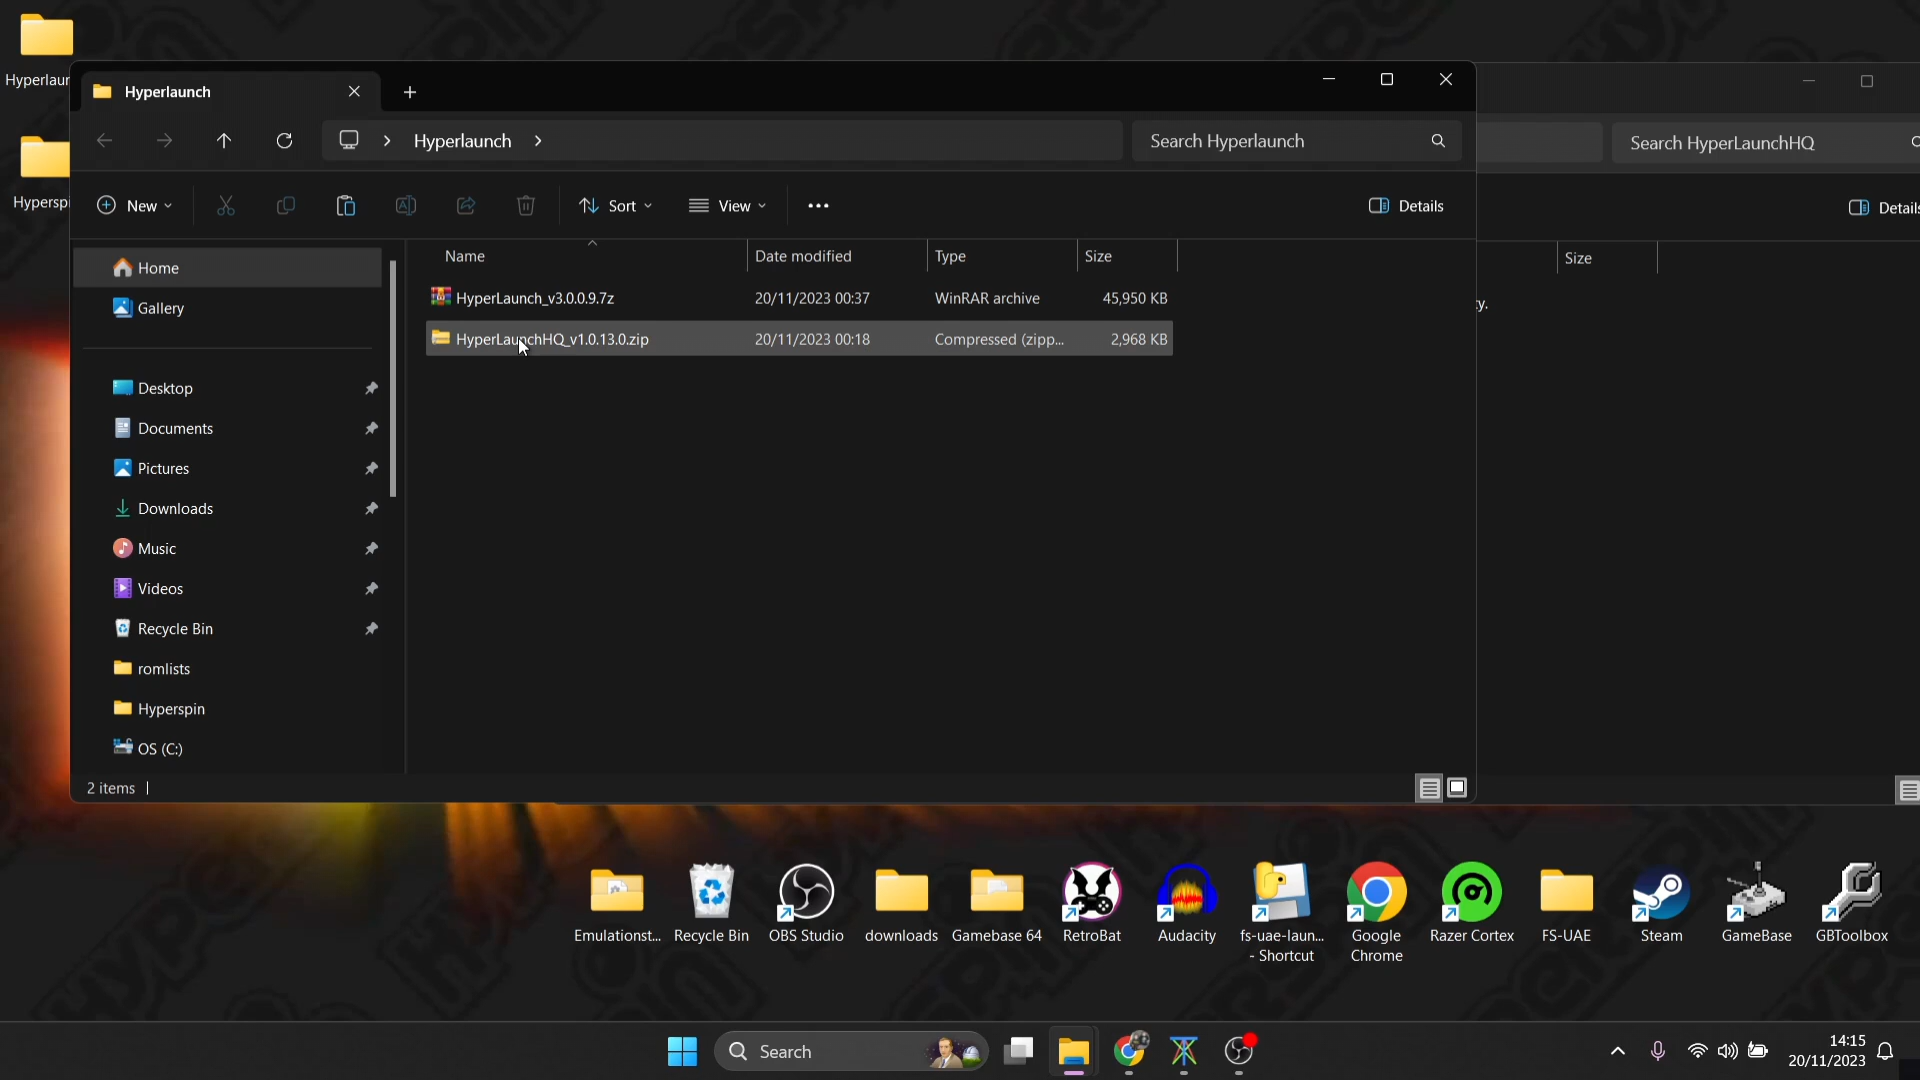 Hyperlaun
Hyperspi
Hyperlaunch
Hyperlaunch
Search Hyperlaunch
Search HyperLaunchHQ
New
Sort
View
Details
Details
Name
Date modified
Type
Size
Size
Home
Gallery
HyperLaunch_v3.0.0.9.7z
20/11/2023 00:37
WinRAR archive
45,950 KB
y.
HyperLaunchHQ_v1.0.13.0.zip
20/11/2023 00:18
Compressed (zipp...
2,968 KB
Desktop
Documents
Pictures
Downloads
Music
Videos
Recycle Bin
romlists
Hyperspin
OS (C:)
2 items
Emulationst...
Recycle Bin
OBS Studio
downloads
Gamebase 64
RetroBat
Audacity
fs-uae-laun...
- Shortcut
Google
Chrome
Razer Cortex
FS-UAE
Steam
GameBase
GBToolbox
Search
14:15
20/11/2023